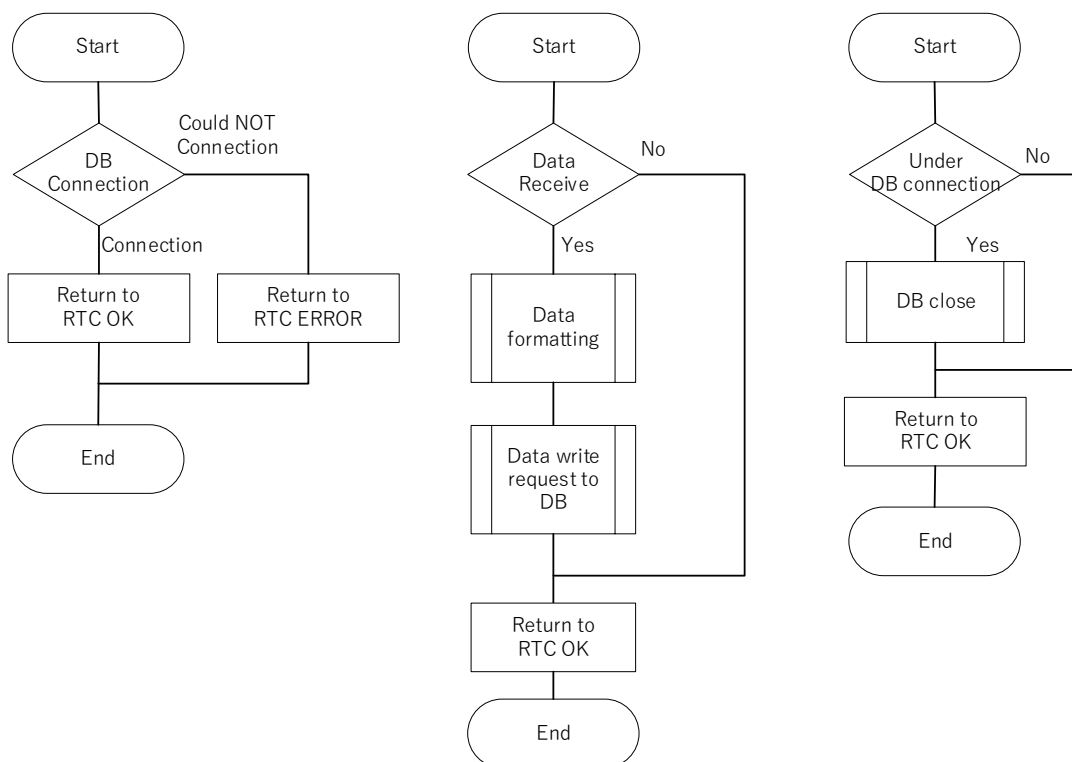 Start
Could NOT
Connection
DB
Connection
Connection
Return to
RTC OK
Return to
RTC ERROR
End
Start
Data
Receive
No
Yes
Data
formatting
Data write
request to
DB
Return to
RTC OK
End
Start
Under
DB connection
No
Yes
DB close
Return to
RTC OK
End